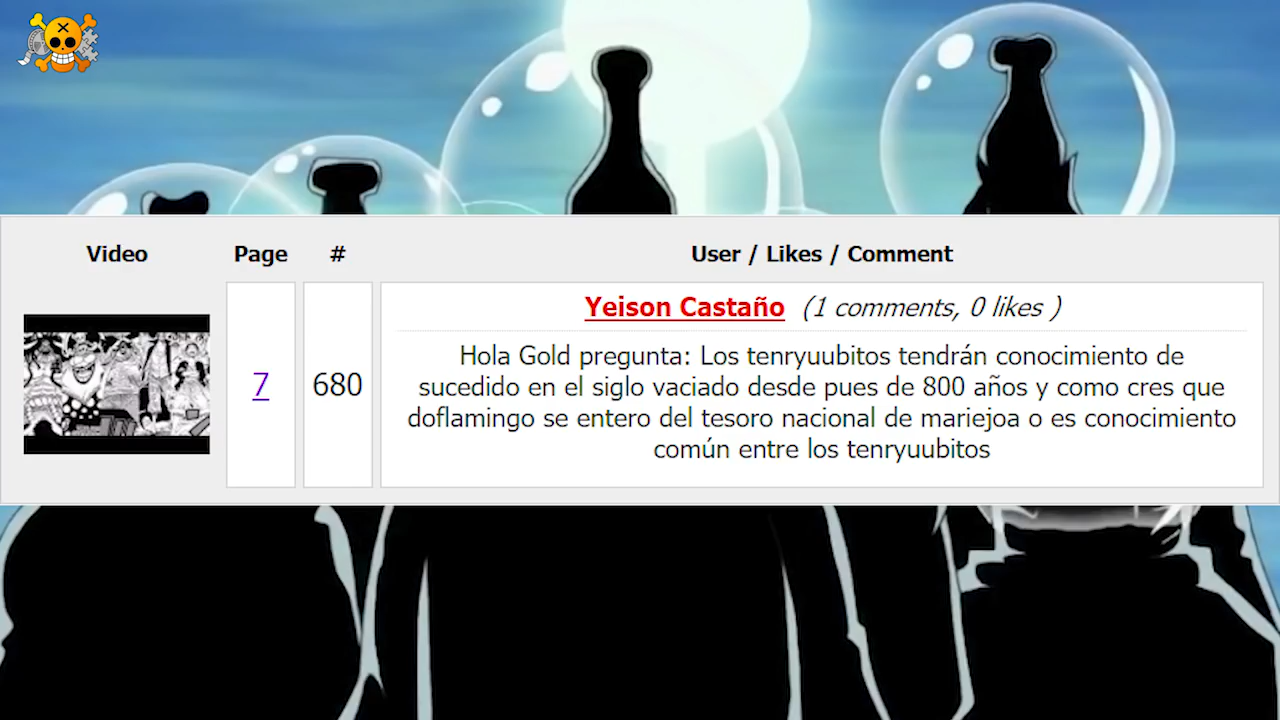 Video Page # User / Likes / Comment
Yeison Castaño (1 comments, 0 likes )
7 680
Hola Gold pregunta: Los tenryuubitos tendrán conocimiento de
sucedido en el siglo vaciado desde pues de 800 años y como cres que
doflamingo se entero del tesoro nacional de mariejoa o es conocimiento
común entre los tenryuubitos